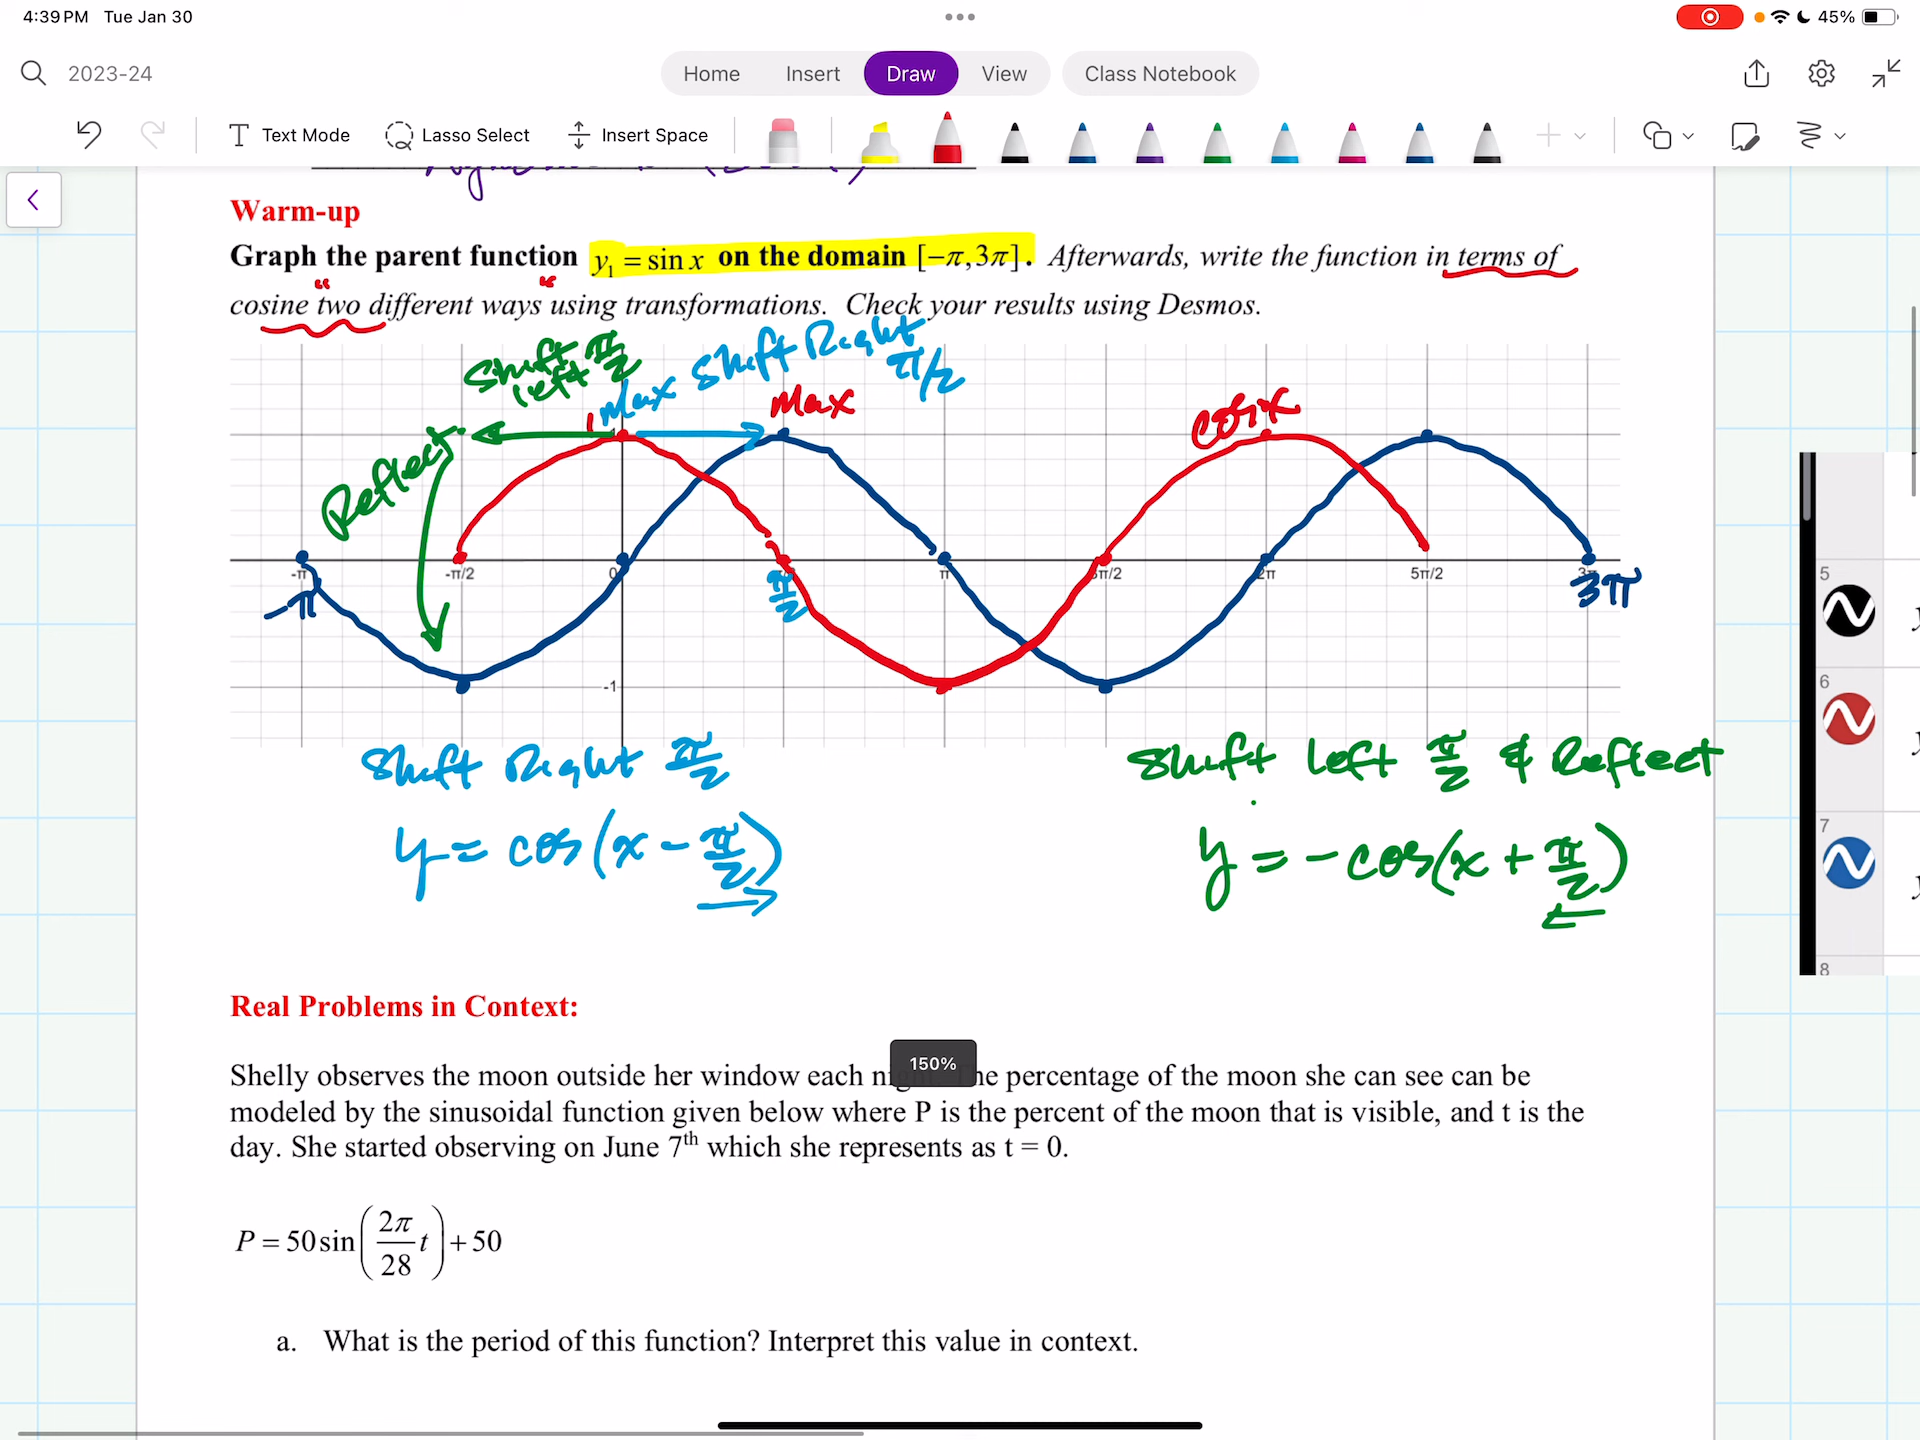 4:39 PM Tue Jan 30
45%
2023-24
Home Insert Draw View Class Notebook
Text Mode Lasso Select Insert Space
Warm-up
Graph the parent function y₁ = sin x on the domain [−π,3π]. Afterwards, write the function in terms of
cosine two different ways using transformations. Check your results using Desmos.
Shift left π/2
Max Shift Right π/2
Max
cos x
Reflect
1
-π -π/2 0 π 3π/2 2π 5π/2
-π π/2 3π
-1
Shift Right π/2
Shift left π/2 & Reflect
y = cos(x - π/2)
y = -cos(x + π/2)
5
6
7
8
Real Problems in Context:
150%
Shelly observes the moon outside her window each he percentage of the moon she can see can be
modeled by the sinusoidal function given below where P is the percent of the moon that is visible, and t is the
day. She started observing on June 7th which she represents as t = 0.
P = 50 sin(2π/28 t) + 50
a. What is the period of this function? Interpret this value in context.